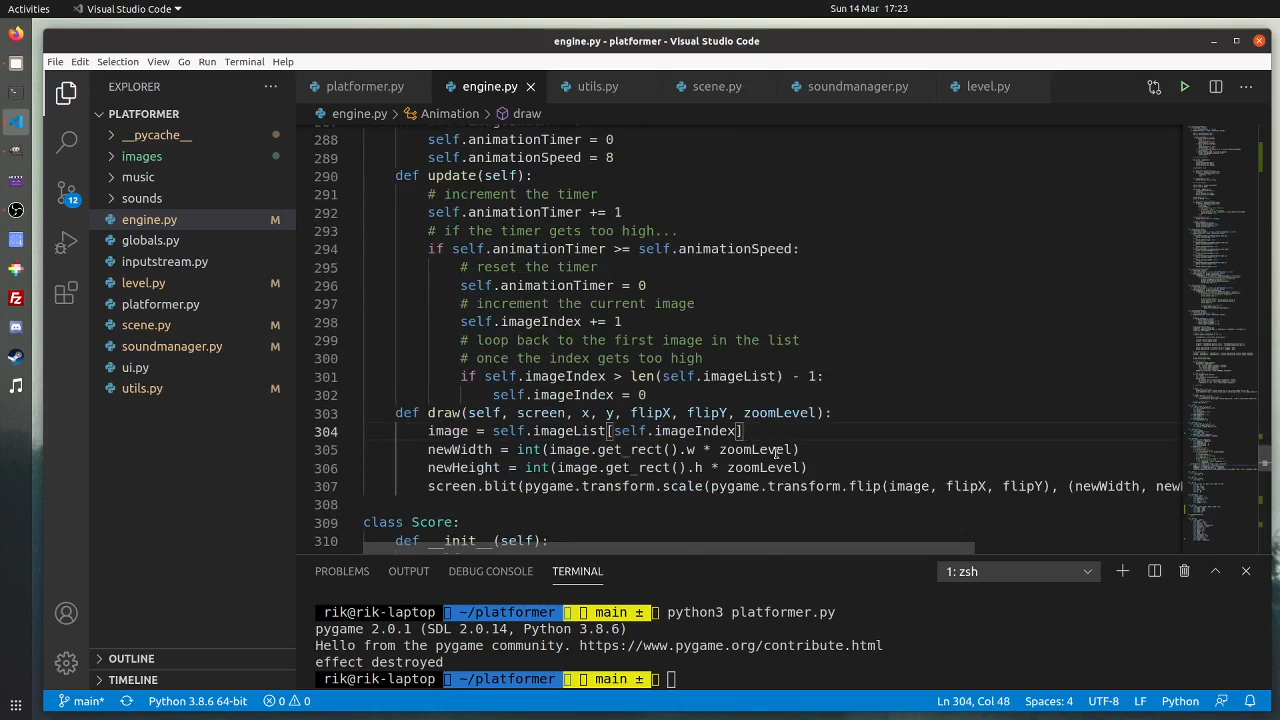 Activities
Visual Studio Code
Sun 14 Mar 17:23
engine.py - platformer - Visual Studio Code
File Edit Selection View Go Run Terminal Help
EXPLORER
PLATFORMER
__pycache__
images
music
sounds
engine.py M
globals.py
inputstream.py
level.py M
platformer.py
scene.py M
soundmanager.py M
ui.py
utils.py M
OUTLINE
TIMELINE
12
platformer.py engine.py utils.py scene.py soundmanager.py level.py
engine.py > Animation > draw
288 self.animationTimer = 0
289 self.animationSpeed = 8
290 def update(self):
291 # increment the timer
292 self.animationTimer += 1
293 # if the timer gets too high...
294 if self.animationTimer >= self.animationSpeed:
295 # reset the timer
296 self.animationTimer = 0
297 # increment the current image
298 self.imageIndex += 1
299 # loop back to the first image in the list
300 # once the index gets too high
301 if self.imageIndex > len(self.imageList) - 1:
302 self.imageIndex = 0
303 def draw(self, screen, x, y, flipX, flipY, zoomLevel):
304 image = self.imageList[self.imageIndex]
305 newWidth = int(image.get_rect().w * zoomLevel)
306 newHeight = int(image.get_rect().h * zoomLevel)
307 screen.blit(pygame.transform.scale(pygame.transform.flip(image, flipX, flipY), (newWidth, new
308
309 class Score:
310 def __init__(self):
PROBLEMS OUTPUT DEBUG CONSOLE TERMINAL
1: zsh
rik@rik-laptop ~/platformer main ± python3 platformer.py
pygame 2.0.1 (SDL 2.0.14, Python 3.8.6)
Hello from the pygame community. https://www.pygame.org/contribute.html
effect destroyed
rik@rik-laptop ~/platformer main ±
main* Python 3.8.6 64-bit 0 0 Ln 304, Col 48 Spaces: 4 UTF-8 LF Python